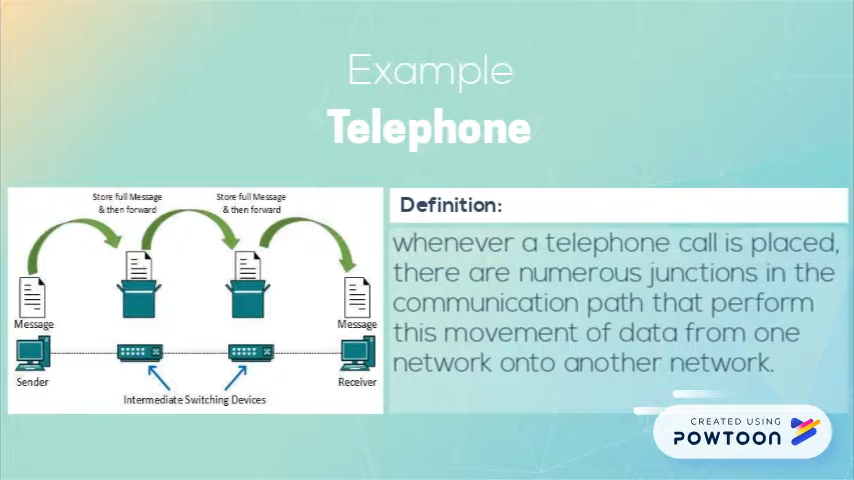 Example
Telephone
Store full Message
& then forward
Store full Message
& then forward
Message
Message
Sender
Receiver
Intermediate Switching Devices
Definition:
whenever a telephone call is placed,
there are numerous junctions in the
communication path that perform
this movement of data from one
network onto another network.
CREATED USING
POWTOON